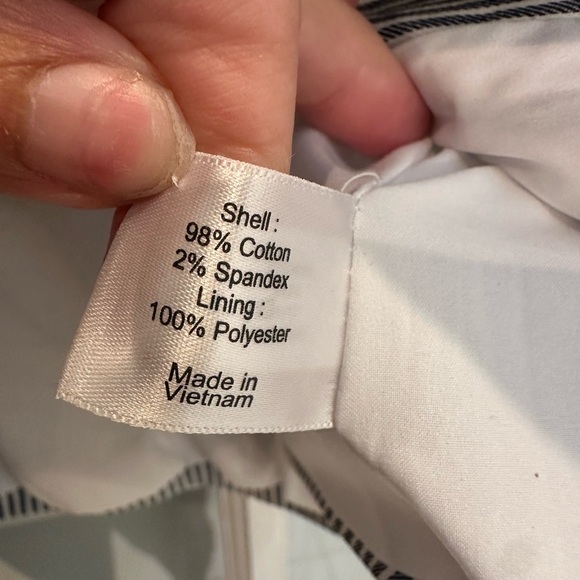 Shell :
98% Cotton
2% Spandex
Lining :
100% Polyester
Made in
Vietnam